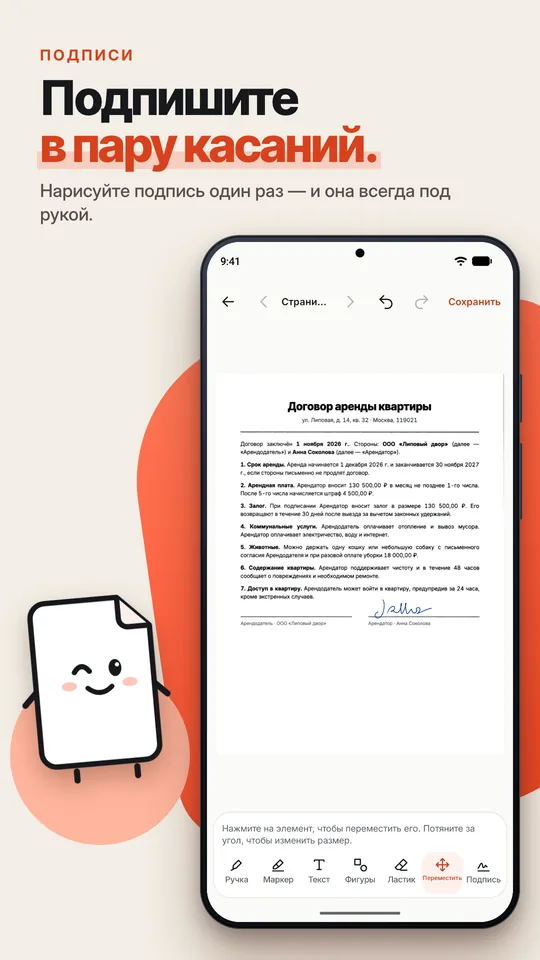 ПОДПИСИ
Подпишите
в пару касаний.
Нарисуйте подпись один раз — и она всегда под
рукой.
9:41
Страни...
Сохранить
Договор аренды квартиры
ул. Липовая, д. 14, кв. 32 · Москва, 119021
Договор заключён 1 ноября 2026 г. Стороны: ООО «Липовый двор» (далее —
«Арендодатель») и Анна Соколова (далее — «Арендатор»).
1. Срок аренды. Аренда начинается 1 декабря 2026 г. и заканчивается 30 ноября 2027
г., если стороны письменно не продлят договор.
2. Арендная плата. Арендатор вносит 130 500,00 ₽ в месяц не позднее 1-го числа.
После 5-го числа начисляется штраф 4 500,00 ₽.
3. Залог. При подписании Арендатор вносит залог в размере 130 500,00 ₽. Его
возвращают в течение 30 дней после выезда за вычетом законных удержаний.
4. Коммунальные услуги. Арендодатель оплачивает отопление и вывоз мусора.
Арендатор оплачивает электричество, воду и интернет.
5. Животные. Можно держать одну кошку или небольшую собаку с письменного
согласия Арендодателя и при разовой оплате уборки 18 000,00 ₽.
6. Содержание квартиры. Арендатор поддерживает чистоту и в течение 48 часов
сообщает о повреждениях и необходимом ремонте.
7. Доступ в квартиру. Арендодатель может войти в квартиру, предупредив за 24 часа,
кроме экстренных случаев.
Арендодатель · ООО «Липовый двор»
Арендатор · Анна Соколова
Нажмите на элемент, чтобы переместить его. Потяните за
угол, чтобы изменить размер.
Ручка
Маркер
Текст
Фигуры
Ластик
Переместить
Подпись